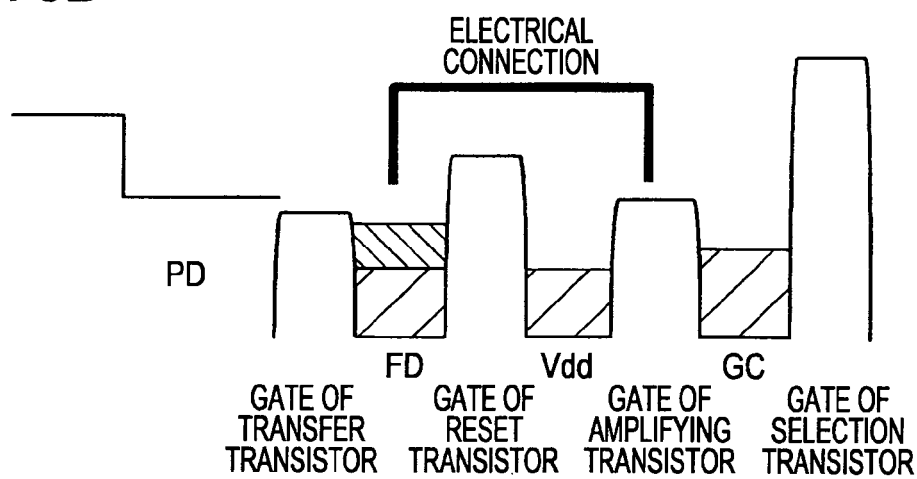 ELECTRICAL
CONNECTION
PD
FD
Vdd
GC
GATE OF
TRANSFER
TRANSISTOR
GATE OF
RESET
TRANSISTOR
GATE OF
AMPLIFYING
TRANSISTOR
GATE OF
SELECTION
TRANSISTOR